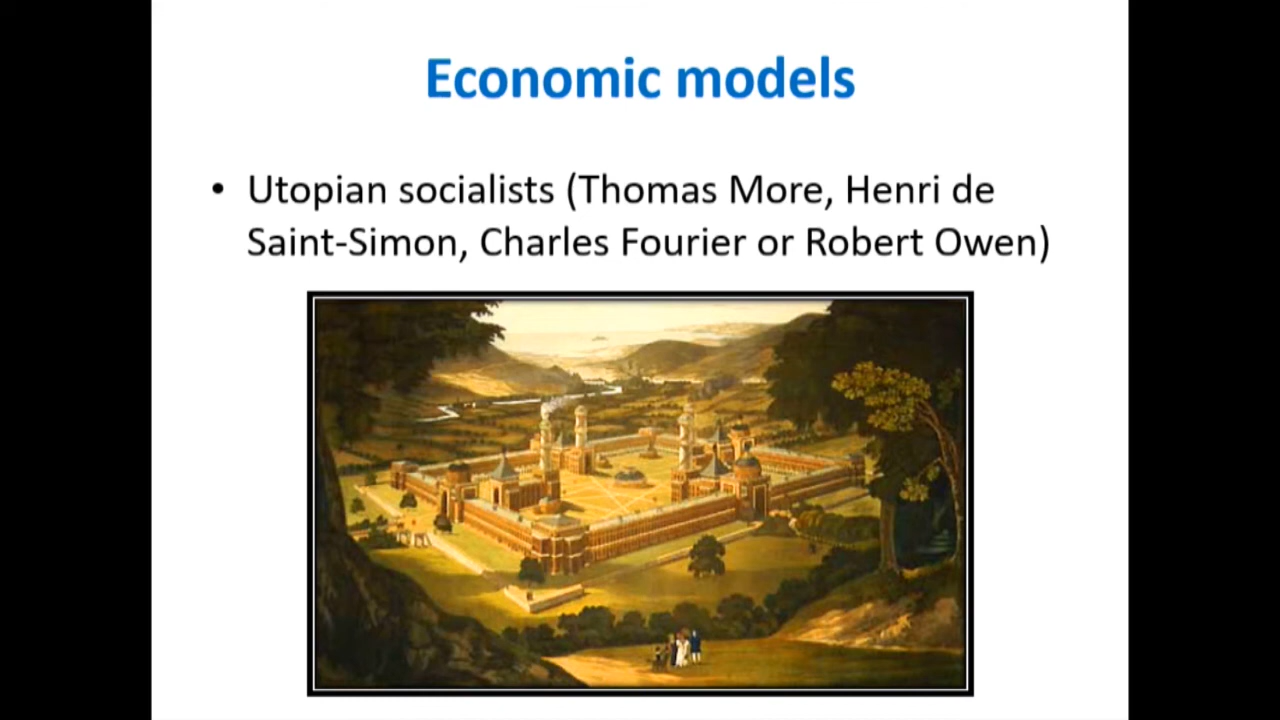 Economic models
• Utopian socialists (Thomas More, Henri de
Saint-Simon, Charles Fourier or Robert Owen)